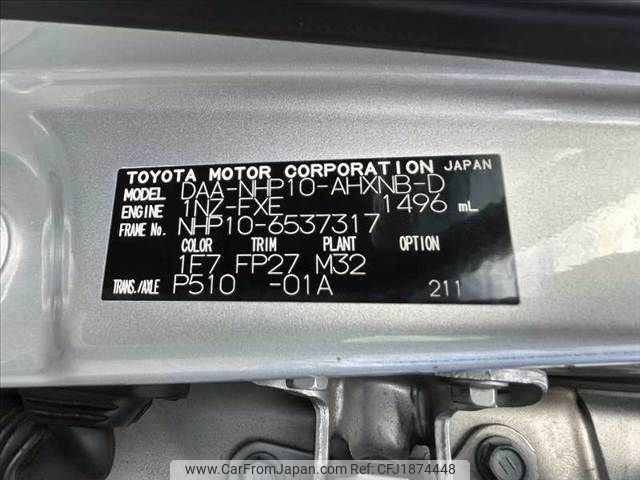 TOYOTA MOTOR CORPORATION JAPAN
MODEL DAA-NHP10-AHXNB-D
ENGINE 1NZ-FXE 1496 mL
FRAME No. NHP10-6537317
COLOR TRIM PLANT OPTION
1F7 FP27 M32
TRANS./AXLE P510 -01A 211
www.CarFromJapan.com Ref No: CFJ1874448